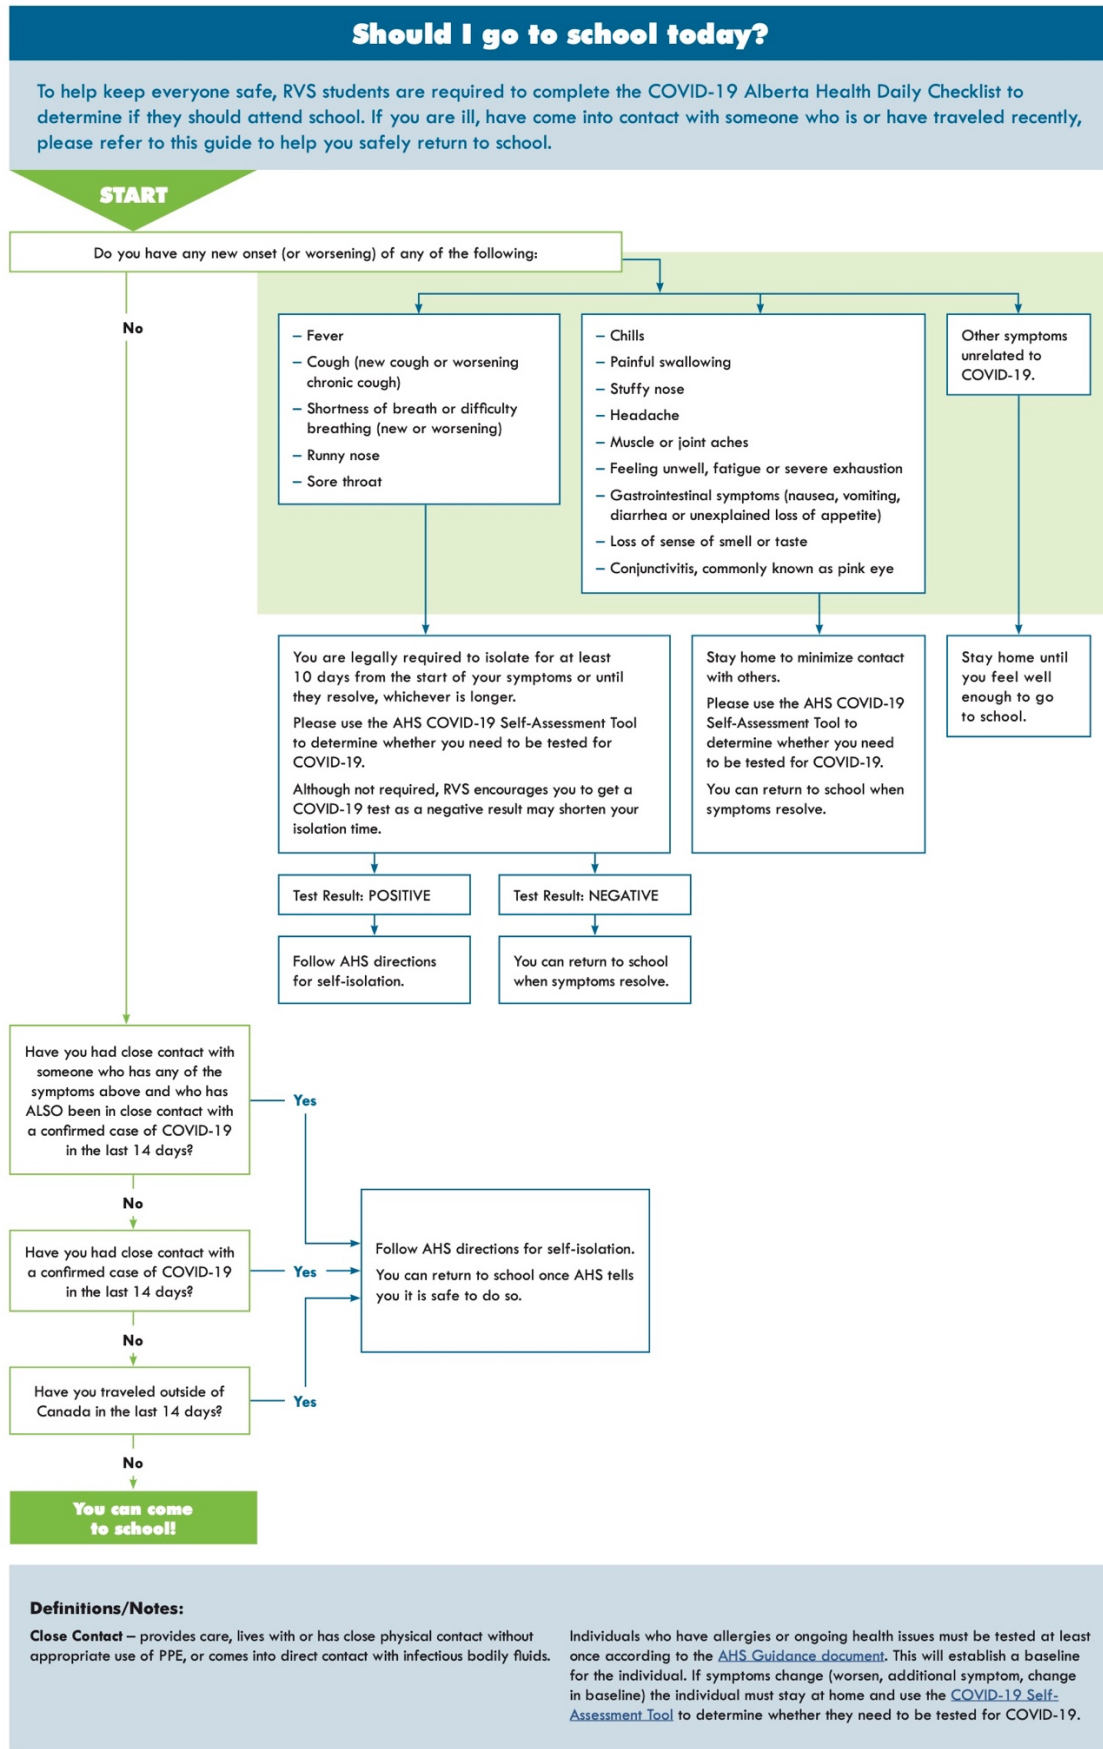 Should I go to school today?
To help keep everyone safe, RVS students are required to complete the COVID-19 Alberta Health Daily Checklist to
determine if they should attend school. If you are ill, have come into contact with someone who is or have traveled recently,
please refer to this guide to help you safely return to school.
START
Do you have any new onset (or worsening) of any of the following:
No
– Fever
– Cough (new cough or worsening
chronic cough)
– Shortness of breath or difficulty
breathing (new or worsening)
– Runny nose
– Sore throat
– Chills
– Painful swallowing
– Stuffy nose
– Headache
– Muscle or joint aches
– Feeling unwell, fatigue or severe exhaustion
– Gastrointestinal symptoms (nausea, vomiting,
diarrhea or unexplained loss of appetite)
– Loss of sense of smell or taste
– Conjunctivitis, commonly known as pink eye
Other symptoms
unrelated to
COVID-19.
You are legally required to isolate for at least
10 days from the start of your symptoms or until
they resolve, whichever is longer.
Please use the AHS COVID-19 Self-Assessment Tool
to determine whether you need to be tested for
COVID-19.
Although not required, RVS encourages you to get a
COVID-19 test as a negative result may shorten your
isolation time.
Stay home to minimize contact
with others.
Please use the AHS COVID-19
Self-Assessment Tool to
determine whether you need
to be tested for COVID-19.
You can return to school when
symptoms resolve.
Stay home until
you feel well
enough to go
to school.
Test Result: POSITIVE
Test Result: NEGATIVE
Follow AHS directions
for self-isolation.
You can return to school
when symptoms resolve.
Have you had close contact with
someone who has any of the
symptoms above and who has
ALSO been in close contact with
a confirmed case of COVID-19
in the last 14 days?
Yes
No
Have you had close contact with
a confirmed case of COVID-19
in the last 14 days?
Yes
Follow AHS directions for self-isolation.
You can return to school once AHS tells
you it is safe to do so.
No
Have you traveled outside of
Canada in the last 14 days?
Yes
No
You can come
to school!
Definitions/Notes:
Close Contact – provides care, lives with or has close physical contact without
appropriate use of PPE, or comes into direct contact with infectious bodily fluids.
Individuals who have allergies or ongoing health issues must be tested at least
once according to the AHS Guidance document. This will establish a baseline
for the individual. If symptoms change (worsen, additional symptom, change
in baseline) the individual must stay at home and use the COVID-19 Self-
Assessment Tool to determine whether they need to be tested for COVID-19.